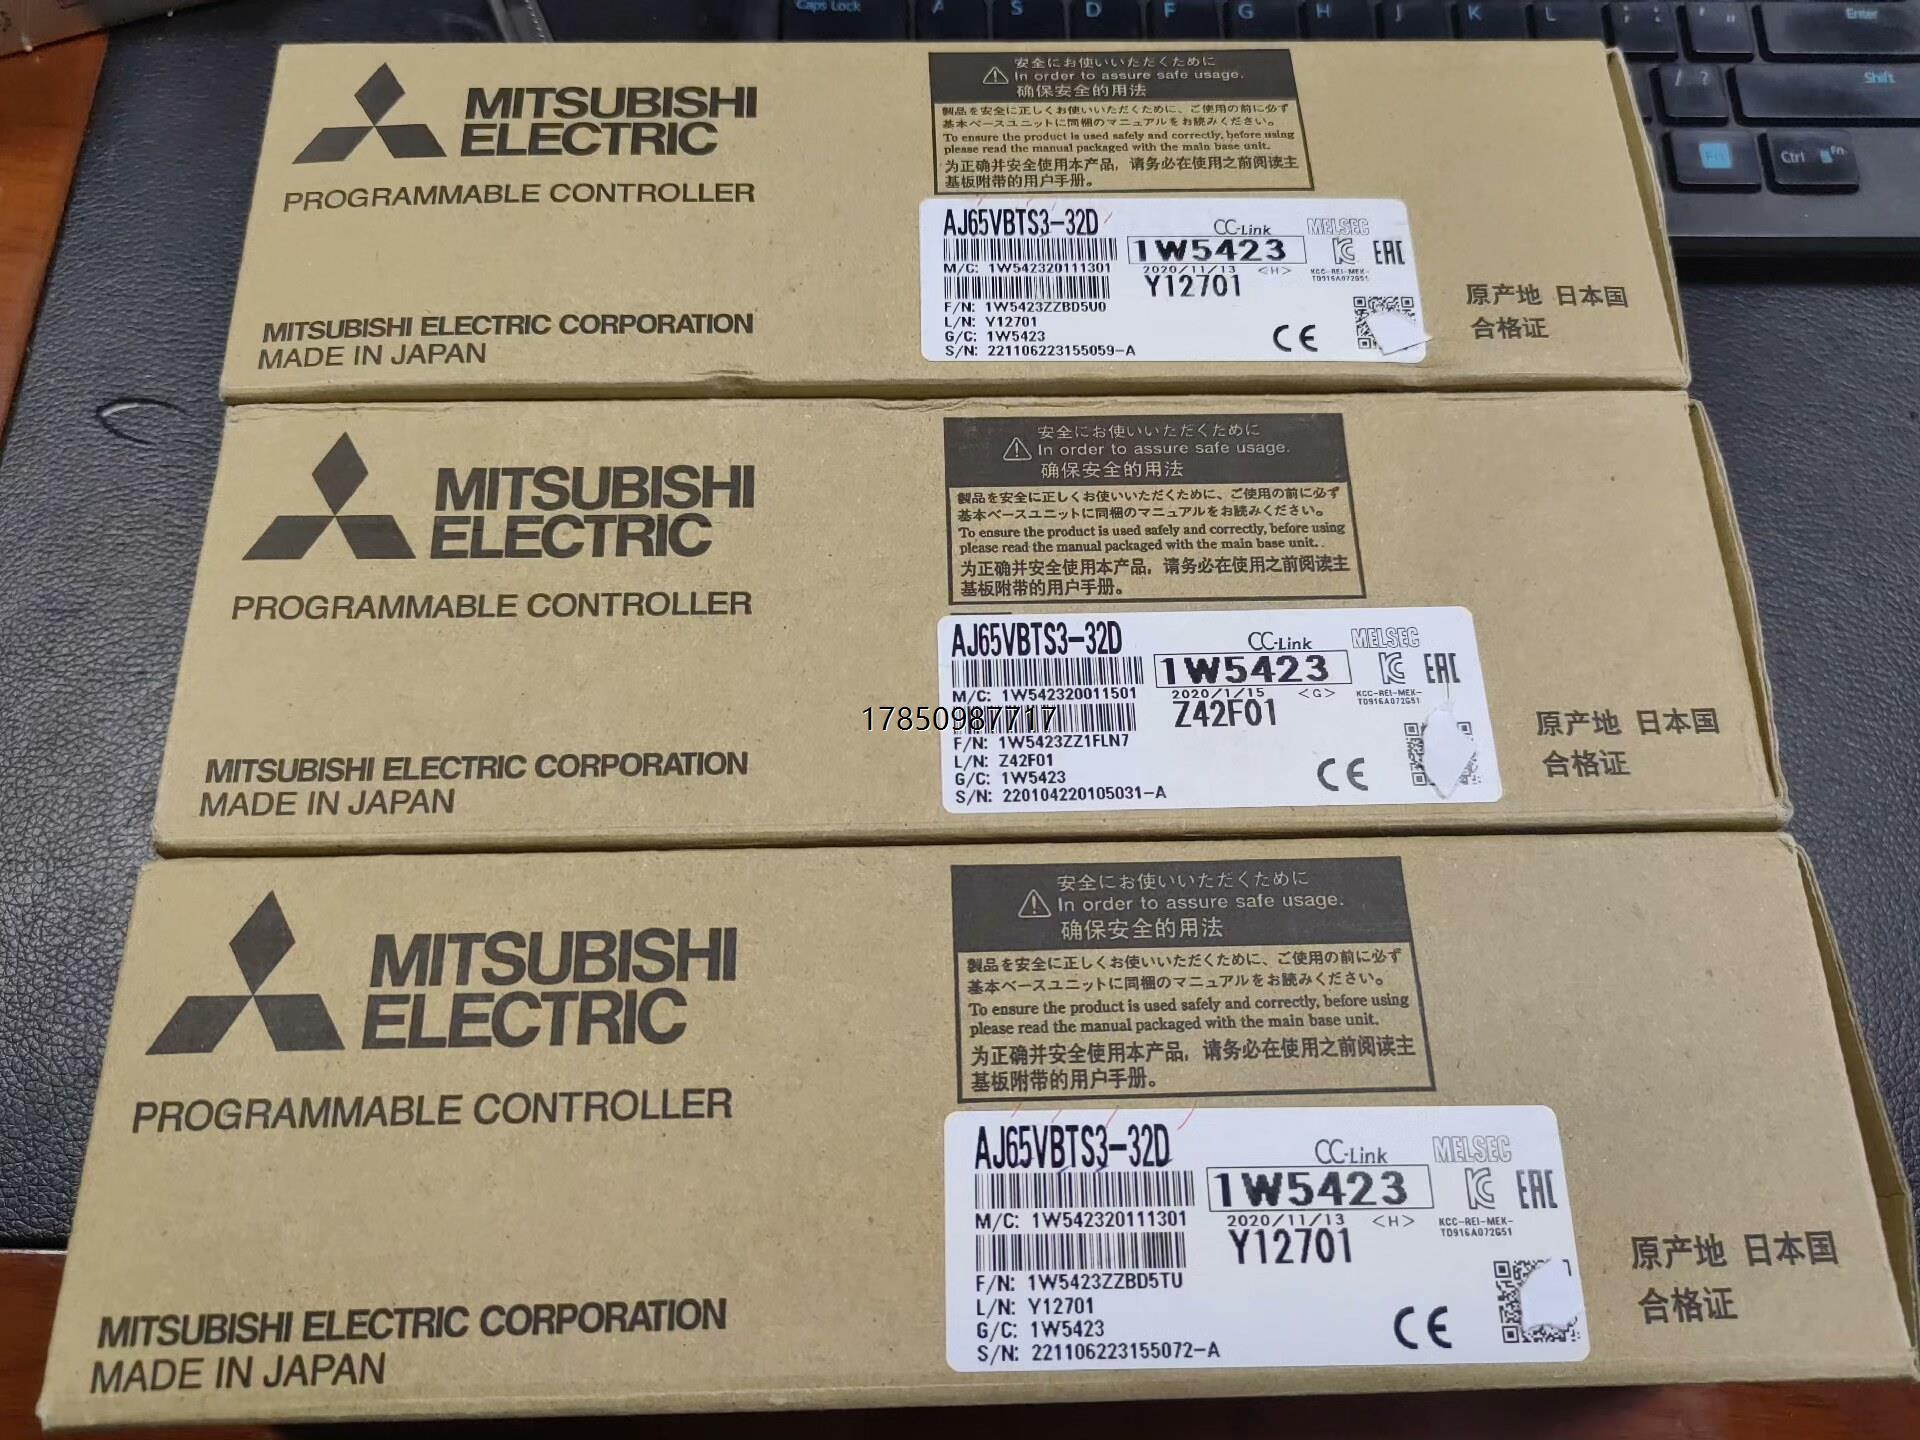 Caps Lock
A
S
D
F
G
H
J
K
L
Enter
Shift
Fn
Ctrl
Fn
MITSUBISHI
ELECTRIC
PROGRAMMABLE CONTROLLER
MITSUBISHI ELECTRIC CORPORATION
MADE IN JAPAN
安全にお使いいただくために
In order to assure safe usage.
确保安全的用法
製品を安全に正しくお使いいただくために、ご使用の前に必ず
基本ベースユニットに同梱のマニュアルをお読みください。
To ensure the product is used safely and correctly, before using
please read the manual packaged with the main base unit.
为正确并安全使用本产品，请务必在使用之前阅读主
基板附带的用户手册。
AJ65VBTS3-32D
CC-Link MELSEC
1W5423
EAC
M/C: 1W542320111301
2020/11/13 <H>
KCC-REI-MEK-
TD916A072G51
Y12701
F/N: 1W5423ZZBD5U0
L/N: Y12701
G/C: 1W5423
S/N: 221106223155059-A
CE
原产地 日本国
合格证
MITSUBISHI
ELECTRIC
PROGRAMMABLE CONTROLLER
MITSUBISHI ELECTRIC CORPORATION
MADE IN JAPAN
安全にお使いいただくために
In order to assure safe usage.
确保安全的用法
製品を安全に正しくお使いいただくために、ご使用の前に必ず
基本ベースユニットに同梱のマニュアルをお読みください。
To ensure the product is used safely and correctly, before using
please read the manual packaged with the main base unit.
为正确并安全使用本产品，请务必在使用之前阅读主
基板附带的用户手册。
AJ65VBTS3-32D
CC-Link MELSEC
1W5423
EAC
M/C: 1W542320011501
2020/1/15 <G>
KCC-REI-MEK-
TD916A072G51
Z42F01
17850987717
F/N: 1W5423ZZ1FLN7
L/N: Z42F01
G/C: 1W5423
S/N: 220104220105031-A
CE
原产地 日本国
合格证
MITSUBISHI
ELECTRIC
PROGRAMMABLE CONTROLLER
MITSUBISHI ELECTRIC CORPORATION
MADE IN JAPAN
安全にお使いいただくために
In order to assure safe usage.
确保安全的用法
製品を安全に正しくお使いいただくために、ご使用の前に必ず
基本ベースユニットに同梱のマニュアルをお読みください。
To ensure the product is used safely and correctly, before using
please read the manual packaged with the main base unit.
为正确并安全使用本产品，请务必在使用之前阅读主
基板附带的用户手册。
AJ65VBTS3-32D
CC-Link MELSEC
1W5423
EAC
M/C: 1W542320111301
2020/11/13 <H>
KCC-REI-MEK-
TD916A072G51
Y12701
F/N: 1W5423ZZBD5TU
L/N: Y12701
G/C: 1W5423
S/N: 221106223155072-A
CE
原产地 日本国
合格证